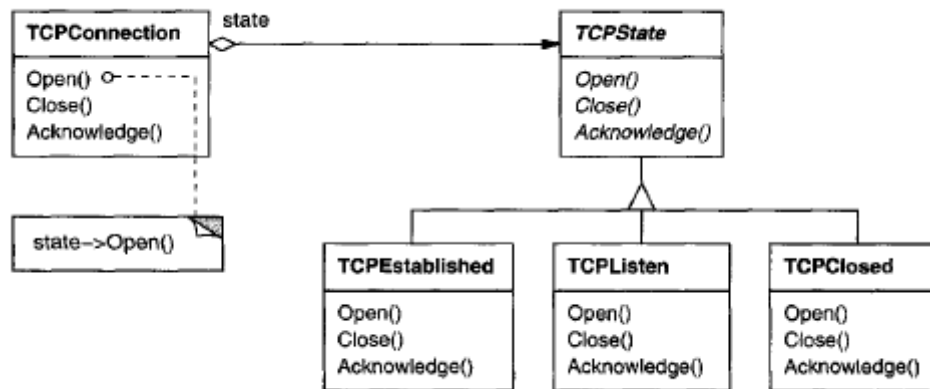 state
TCPConnection
Open()
Close()
Acknowledge()
state->Open()
TCPState
Open()
Close()
Acknowledge()
TCPEstablished
Open()
Close()
Acknowledge()
TCPListen
Open()
Close()
Acknowledge()
TCPClosed
Open()
Close()
Acknowledge()